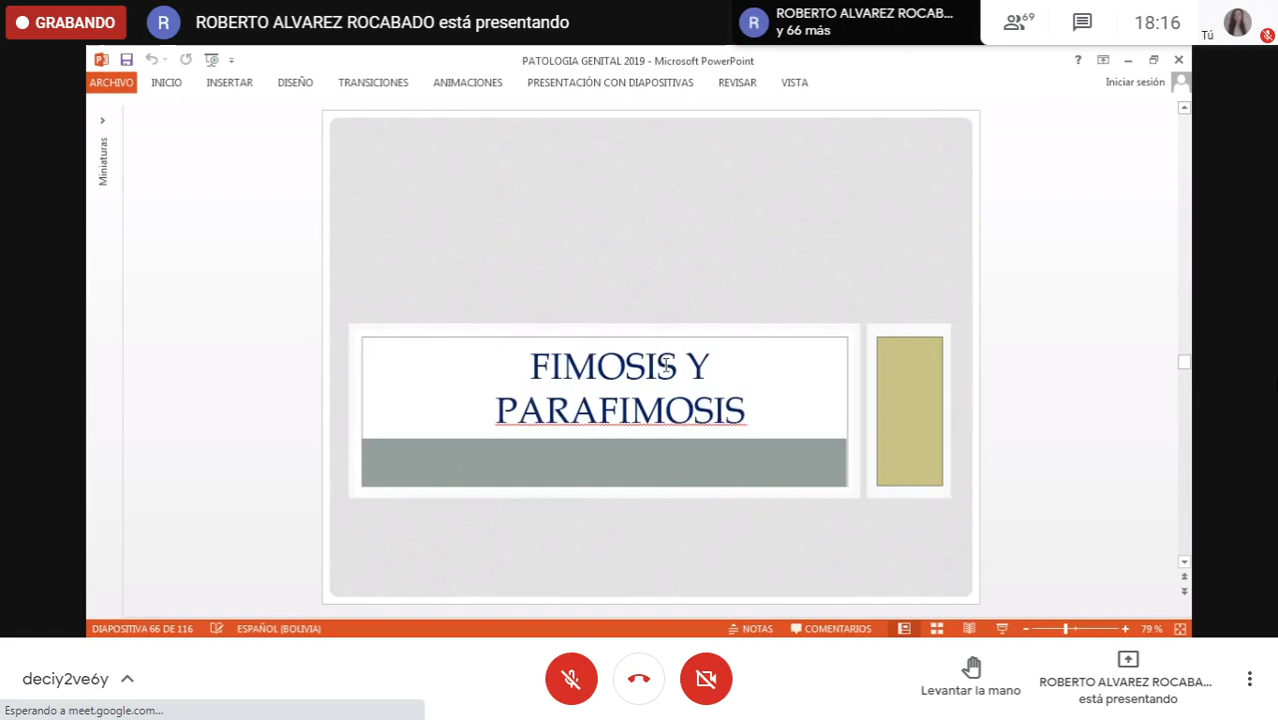 GRABANDO
R
ROBERTO ALVAREZ ROCABADO está presentando
R
ROBERTO ALVAREZ ROCAB...
y 66 más
69
18:16
Tú
PATOLOGIA GENITAL 2019 - Microsoft PowerPoint
?
ARCHIVO
INICIO
INSERTAR
DISEÑO
TRANSICIONES
ANIMACIONES
PRESENTACIÓN CON DIAPOSITIVAS
REVISAR
VISTA
Iniciar sesión
Miniaturas
FIMOSIS Y
PARAFIMOSIS
DIAPOSITIVA 66 DE 116
ESPAÑOL (BOLIVIA)
NOTAS
COMENTARIOS
79 %
deciy2ve6y
Levantar la mano
ROBERTO ALVAREZ ROCABA...
está presentando
Esperando a meet.google.com...